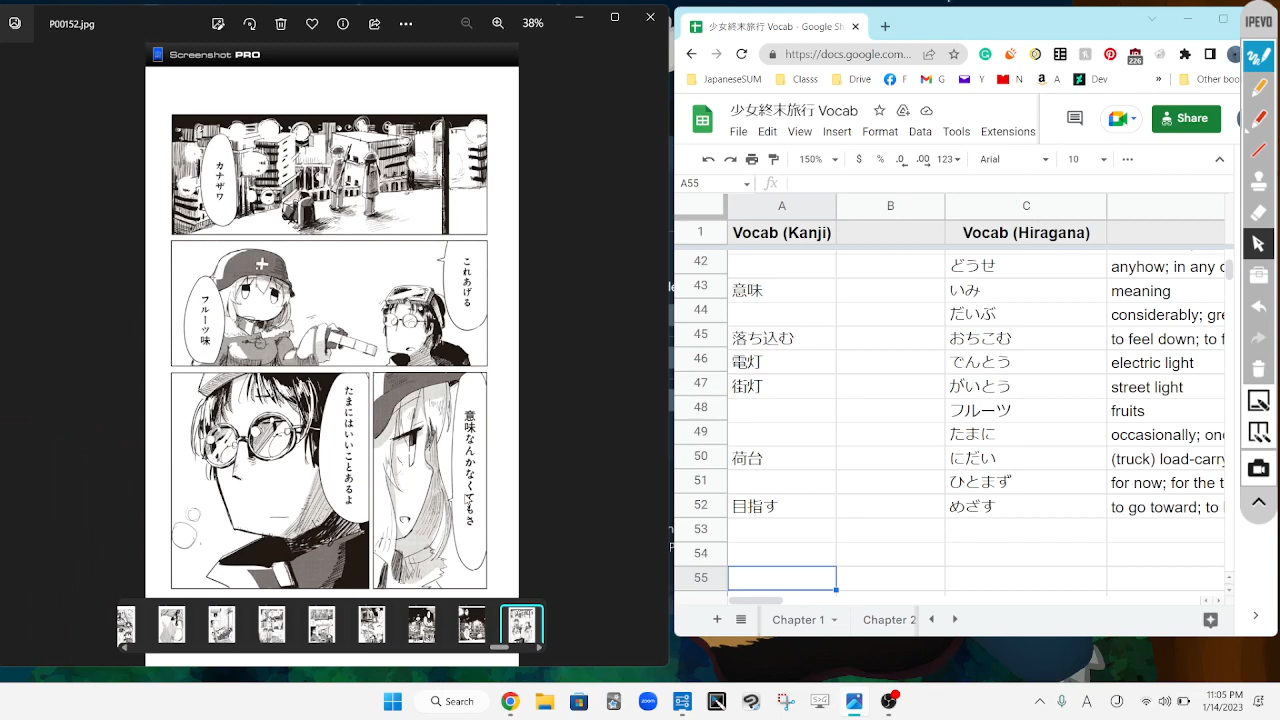 P00152.jpg
38%
Screenshot PRO
カナザワ
これあげる
フルーツ味
意味なんかなくてもさ
たまにはいいことあるよ
少女終末旅行 Vocab - Google Sh
https://docs.google.com
226
JapaneseSUM
Classs
Drive
F
G
Y
N
A
Dev
»
Other book
少女終末旅行 Vocab
Share
File
Edit
View
Insert
Format
Data
Tools
Extensions
150%
$
%
.0
.00
123
Arial
10
A55
fx
A
B
C
1
Vocab (Kanji)
Vocab (Hiragana)
42 どうせ anyhow; in any c
43 意味 いみ meaning
44 だいぶ considerably; gre
45 落ち込む おちこむ to feel down; to f
46 電灯 でんとう electric light
47 街灯 がいとう street light
48 フルーツ fruits
49 たまに occasionally; onc
50 荷台 にだい (truck) load-carry
51 ひとまず for now; for the t
52 目指す めざす to go toward; to
53
54
55
Chapter 1
Chapter 2
IPEVO
Search
zoom
A
11:05 PM
1/14/2023